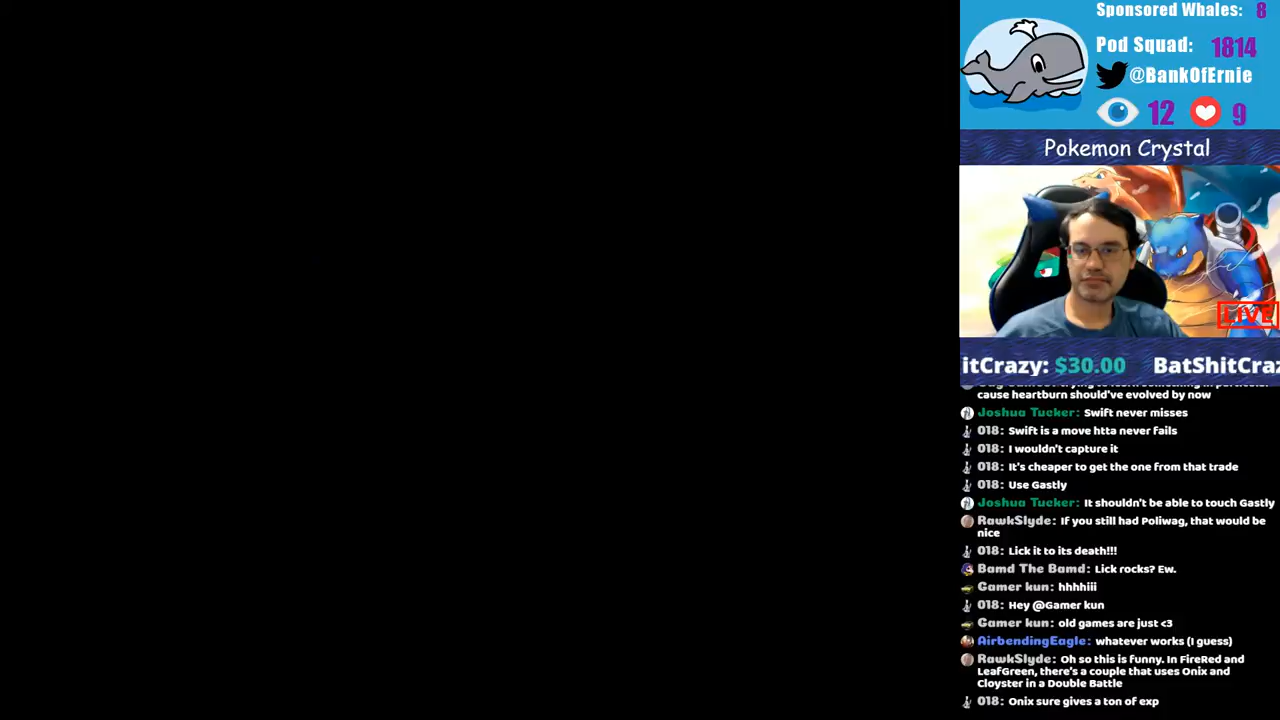 Sponsored Whales: 8
Pod Squad: 1814
@BankOfErnie
12 9
Pokemon Crystal
LIVE
itCrazy: $30.00 BatShitCraz
cause heartburn should've evolved by now
Joshua Tucker: Swift never misses
018: Swift is a move htta never fails
018: I wouldn't capture it
018: It's cheaper to get the one from that trade
018: Use Gastly
Joshua Tucker: It shouldn't be able to touch Gastly
RawkSlyde: If you still had Poliwag, that would be
nice
018: Lick it to its death!!!
Bamd The Bamd: Lick rocks? Ew.
Gamer kun: hhhhiii
018: Hey @Gamer kun
Gamer kun: old games are just <3
AirbendingEagle: whatever works (I guess)
RawkSlyde: Oh so this is funny. In FireRed and
LeafGreen, there's a couple that uses Onix and
Cloyster in a Double Battle
018: Onix sure gives a ton of exp